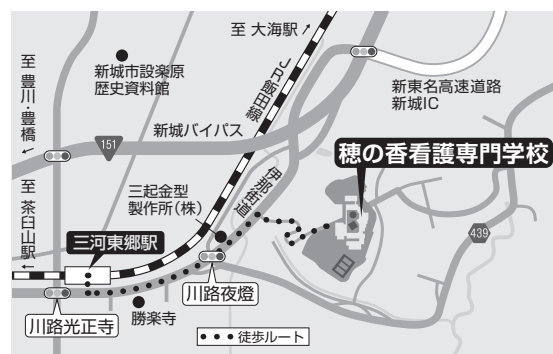 至 大海駅
至 豊川・豊橋
新城市設楽原
歴史資料館
JR飯田線
新東名高速道路
新城IC
151
新城バイパス
穂の香看護専門学校
至 茶臼山駅
三起金型
製作所(株)
伊那街道
439
三河東郷駅
川路夜燈
川路光正寺
勝楽寺
徒歩ルート